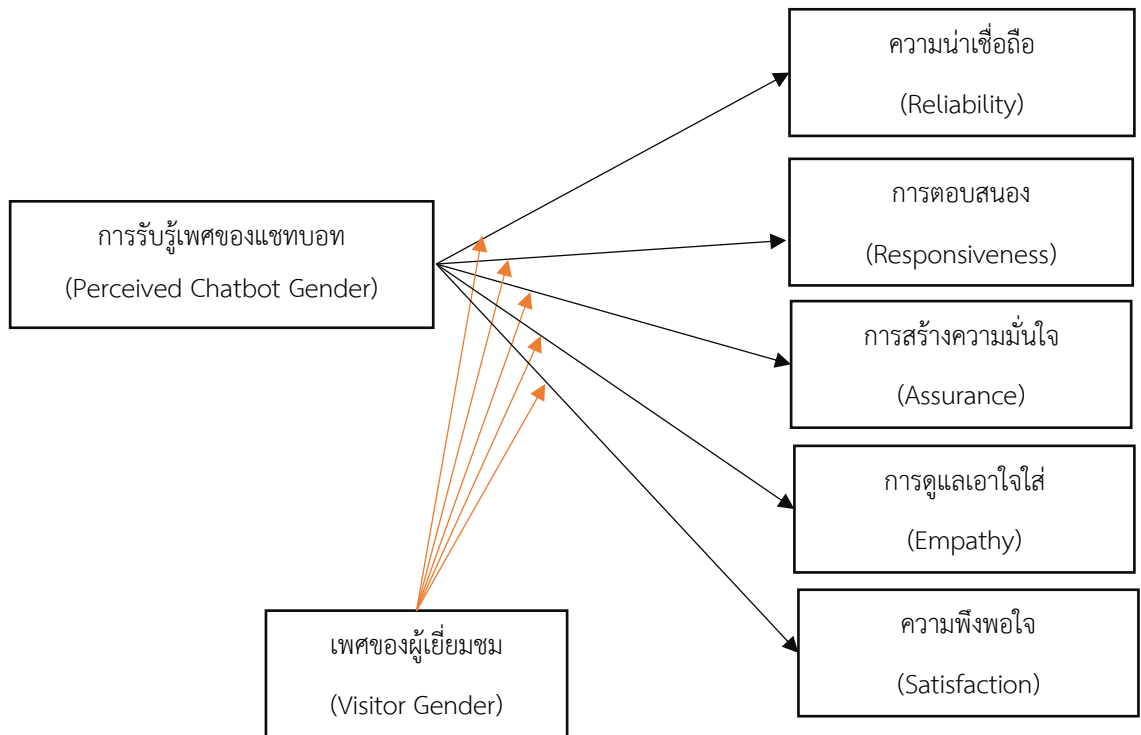 ความน่าเชื่อถือ
(Reliability)
การตอบสนอง
(Responsiveness)
การรับรู้เพศของแชทบอท
(Perceived Chatbot Gender)
การสร้างความมั่นใจ
(Assurance)
การดูแลเอาใจใส่
(Empathy)
ความพึงพอใจ
(Satisfaction)
เพศของผู้เยี่ยมชม
(Visitor Gender)